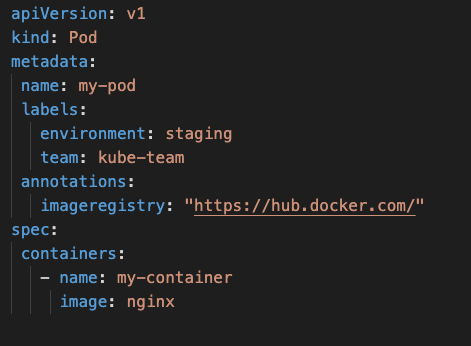 apiVersion: v1
kind: Pod
metadata:
 name: my-pod
 labels:
   environment: staging
   team: kube-team
 annotations:
   imageregistry: "https://hub.docker.com/"
spec:
 containers:
   - name: my-container
     image: nginx